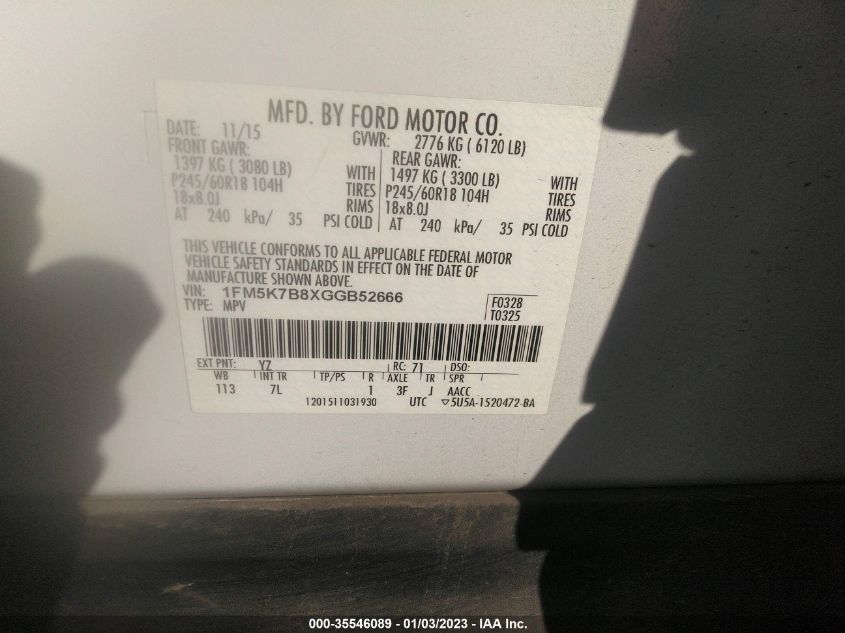 MFD. BY FORD MOTOR CO.
DATE: 11/15 GVWR: 2776 KG ( 6120 LB)
FRONT GAWR: REAR GAWR:
1397 KG ( 3080 LB) WITH 1497 KG ( 3300 LB) WITH
P245/60R18 104H TIRES P245/60R18 104H TIRES
18x8.0J RIMS 18x8.0J RIMS
AT 240 kPa/ 35 PSI COLD AT 240 kPa/ 35 PSI COLD
THIS VEHICLE CONFORMS TO ALL APPLICABLE FEDERAL MOTOR
VEHICLE SAFETY STANDARDS IN EFFECT ON THE DATE OF
MANUFACTURE SHOWN ABOVE.
VIN: 1FM5K7B8XGGB52666 F0328
TYPE: MPV T0325
EXT PNT: YZ RC: 71 DSO:
WB INT TR TP/PS R AXLE TR SPR
113 7L 1 3F J AACC
1201511031930 UTC ▽5U5A-1520472-BA
000-35546089 - 01/03/2023 - IAA Inc.